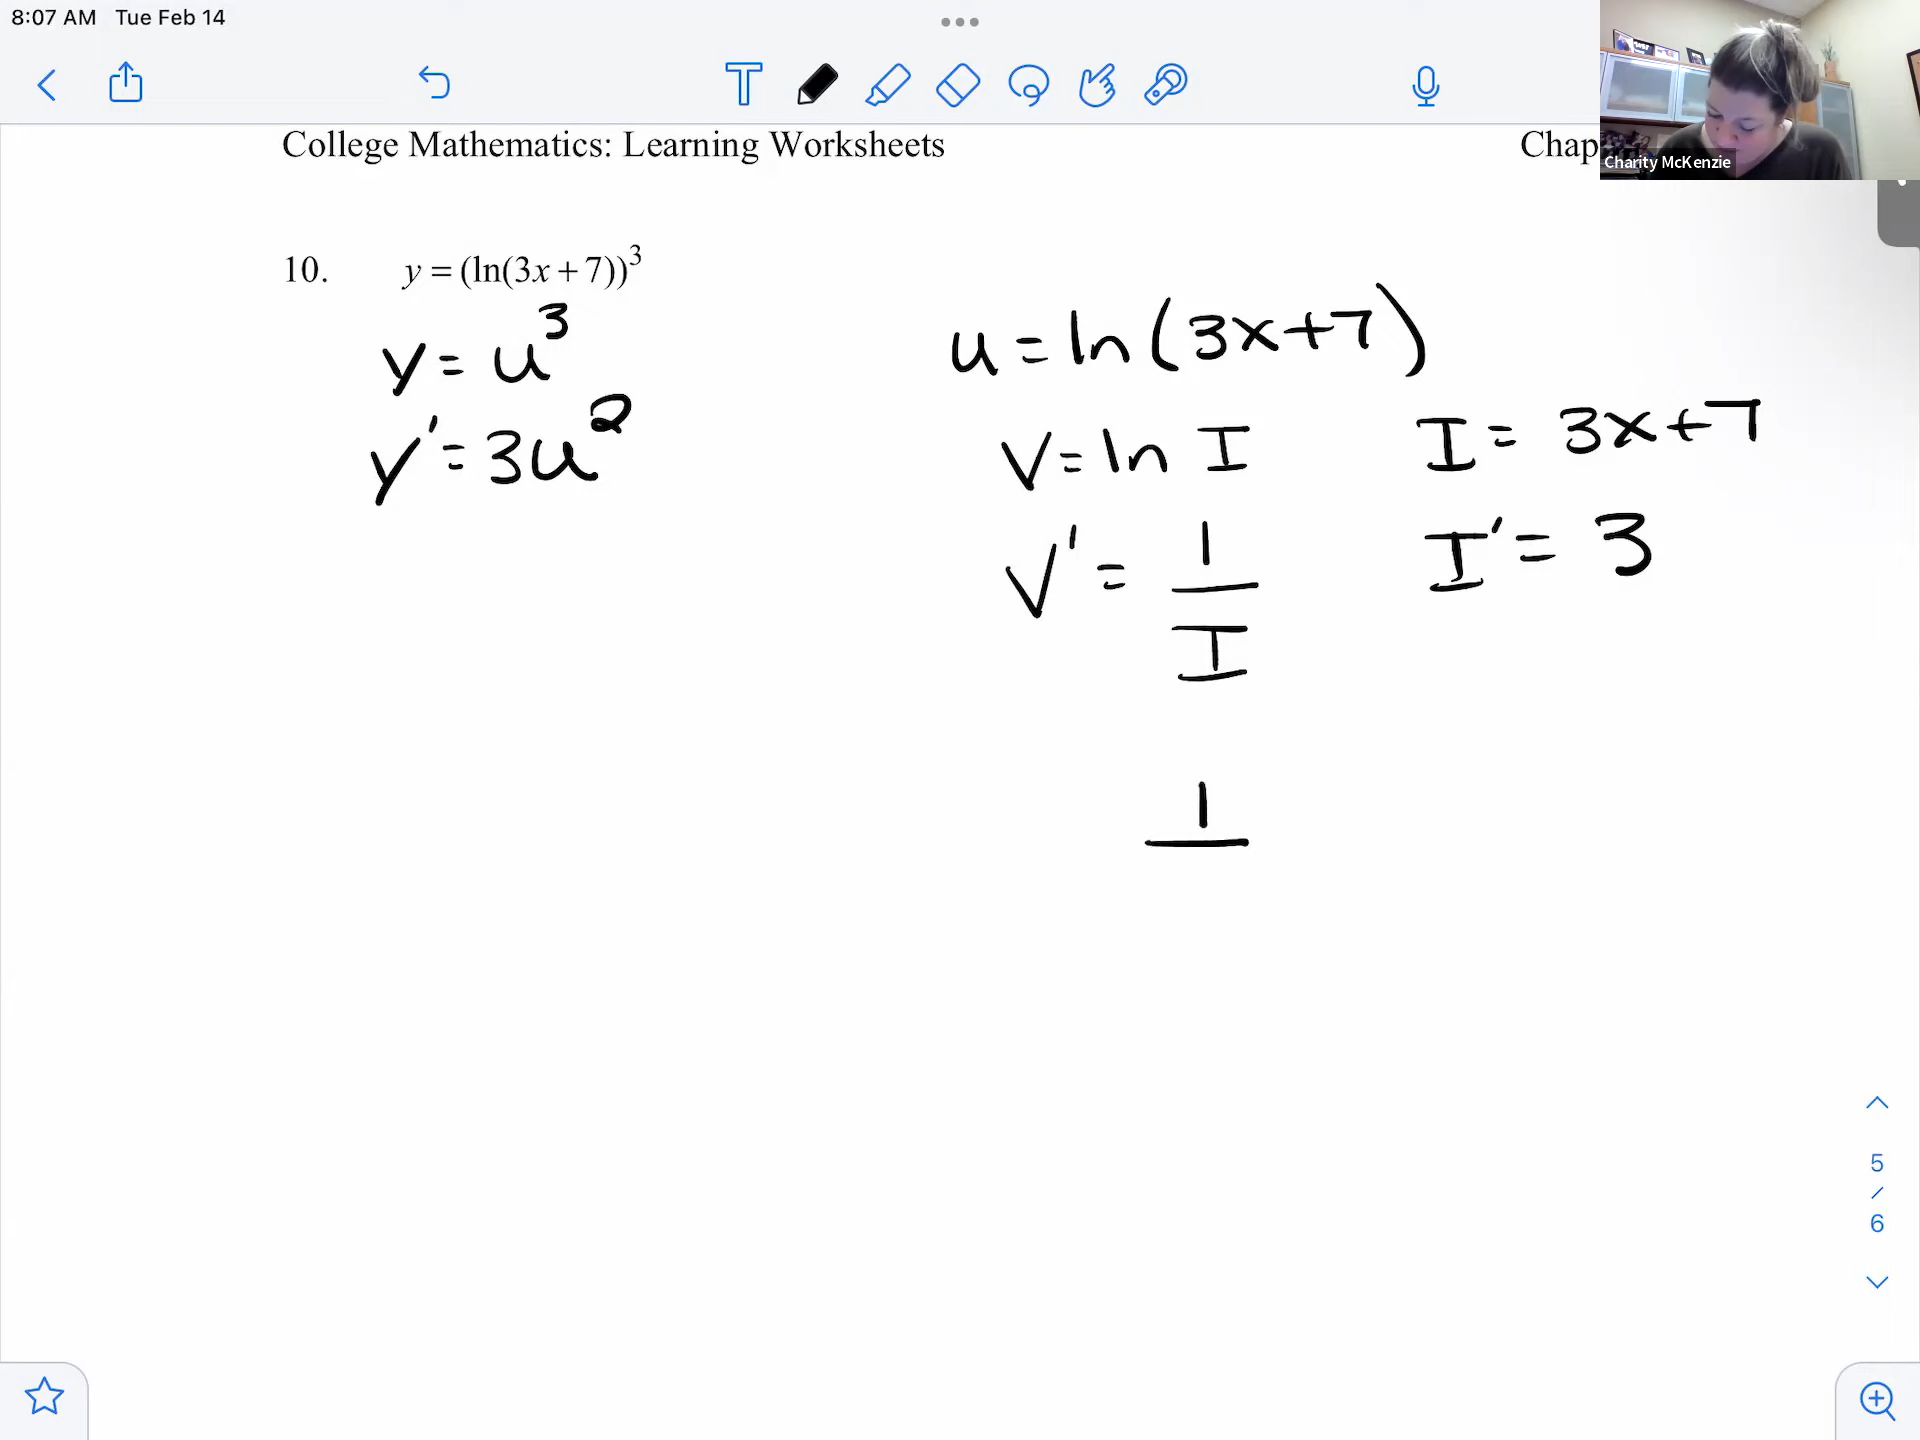 8:07 AM Tue Feb 14
T
Charity McKenzie
College Mathematics: Learning Worksheets Chap
10. y = (ln(3x + 7))³
y = u³
y' = 3u²
u = ln(3x+7)
v = ln I I = 3x+7
v' = 1/I I' = 3
1
5
/
6